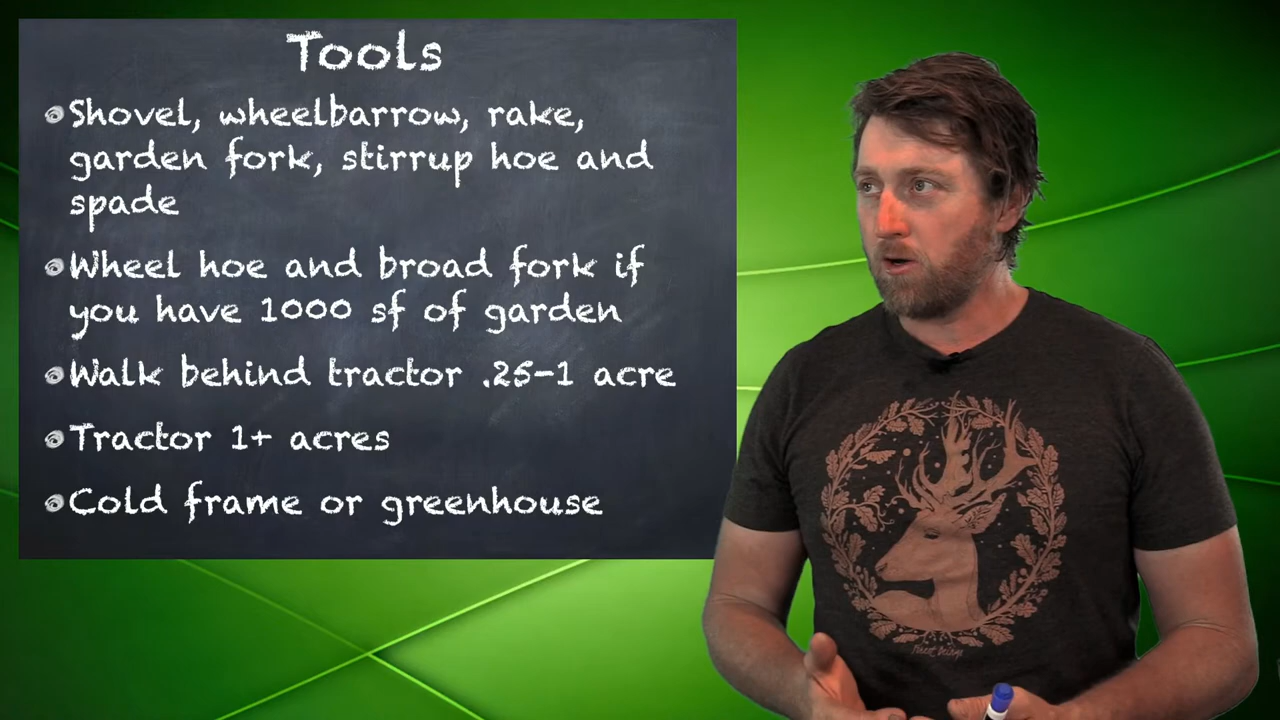 Tools
Shovel, wheelbarrow, rake,
garden fork, stirrup hoe and
spade
Wheel hoe and broad fork if
you have 1000 sf of garden
Walk behind tractor .25-1 acre
Tractor 1+ acres
Cold frame or greenhouse